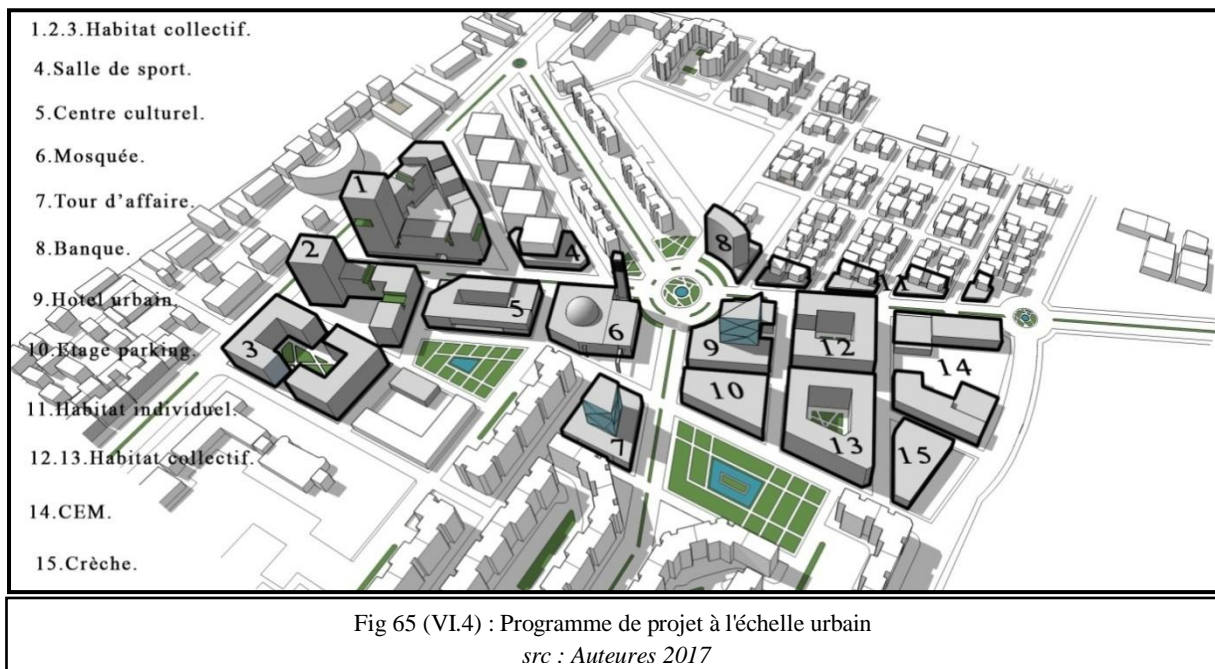 1.2.3.Habitat collectif.
4.Salle de sport.
5.Centre culturel.
6.Mosquée.
7.Tour d’affaire.
8.Banque.
9.Hotel urbain.
10.Etage parking.
11.Habitat individuel.
12.13.Habitat collectif.
14.CEM.
15.Crèche.
1
2
3
4
5
6
7
8
9
10
11
12
13
14
15
Fig 65 (VI.4) : Programme de projet à l'échelle urbain
src : Auteures 2017